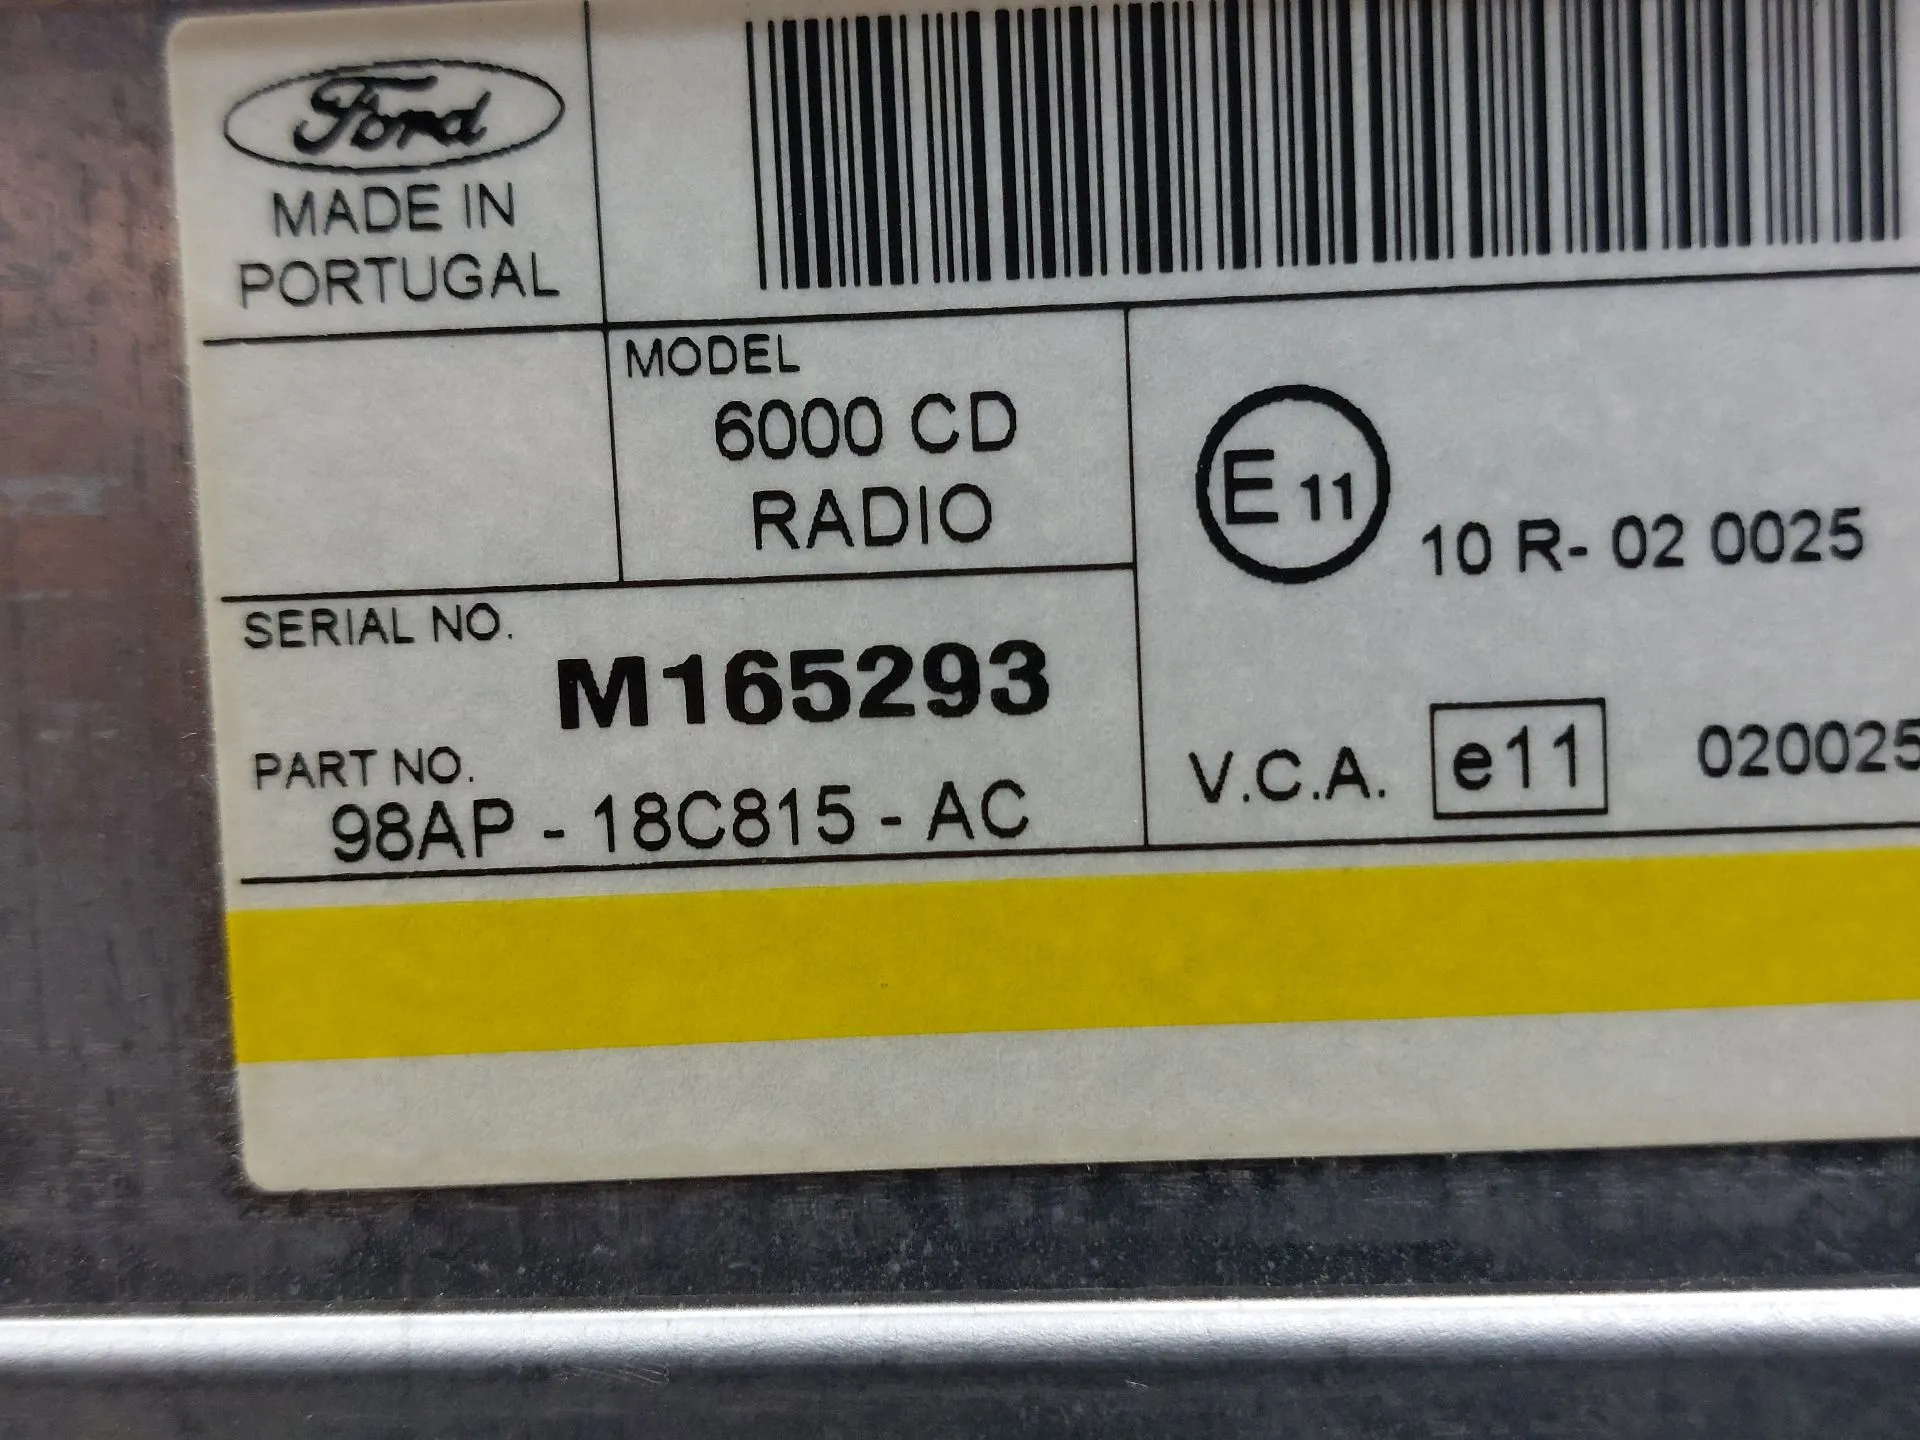 Ford
MADE IN
PORTUGAL
MODEL
6000 CD
RADIO
E 11
10 R- 02 0025
SERIAL NO.
M165293
PART NO.
98AP - 18C815 - AC
V.C.A. e11 020025